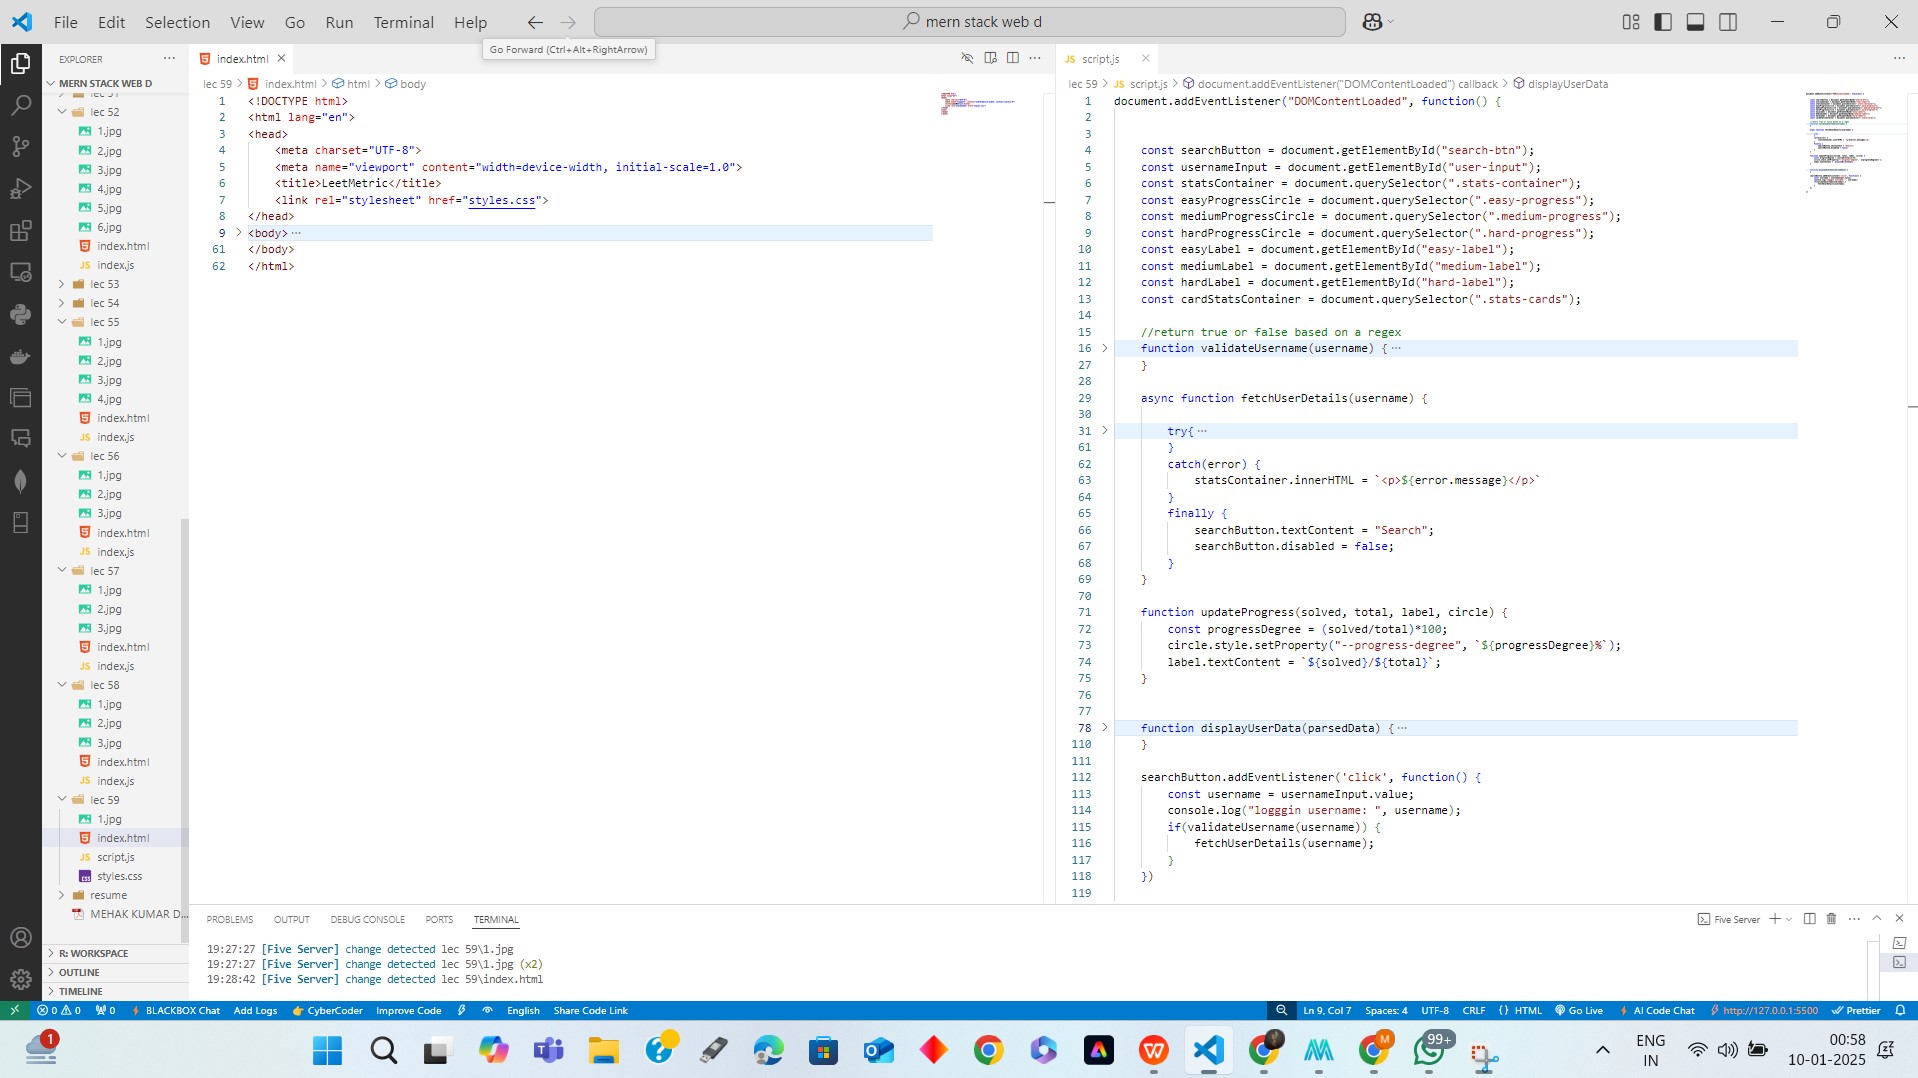 File Edit Selection View Go Run Terminal Help
mern stack web d
Go Forward (Ctrl+Alt+RightArrow)
EXPLORER
MERN STACK WEB D
lec 51
lec 52
1.jpg
2.jpg
3.jpg
4.jpg
5.jpg
6.jpg
index.html
JS index.js
lec 53
lec 54
lec 55
1.jpg
2.jpg
3.jpg
4.jpg
index.html
JS index.js
lec 56
1.jpg
2.jpg
3.jpg
index.html
JS index.js
lec 57
1.jpg
2.jpg
3.jpg
index.html
JS index.js
lec 58
1.jpg
2.jpg
3.jpg
index.html
JS index.js
lec 59
1.jpg
index.html
JS script.js
styles.css
resume
MEHAK KUMAR D...
R: WORKSPACE
OUTLINE
TIMELINE
index.html
lec 59 > index.html > html > body
1 <!DOCTYPE html>
2 <html lang="en">
3 <head>
4 <meta charset="UTF-8">
5 <meta name="viewport" content="width=device-width, initial-scale=1.0">
6 <title>LeetMetric</title>
7 <link rel="stylesheet" href="styles.css">
8 </head>
9 <body> ...
61 </body>
62 </html>
JS script.js
lec 59 > JS script.js > document.addEventListener("DOMContentLoaded") callback > displayUserData
1 document.addEventListener("DOMContentLoaded", function() {
2
3
4 const searchButton = document.getElementById("search-btn");
5 const usernameInput = document.getElementById("user-input");
6 const statsContainer = document.querySelector(".stats-container");
7 const easyProgressCircle = document.querySelector(".easy-progress");
8 const mediumProgressCircle = document.querySelector(".medium-progress");
9 const hardProgressCircle = document.querySelector(".hard-progress");
10 const easyLabel = document.getElementById("easy-label");
11 const mediumLabel = document.getElementById("medium-label");
12 const hardLabel = document.getElementById("hard-label");
13 const cardStatsContainer = document.querySelector(".stats-cards");
14
15 //return true or false based on a regex
16 function validateUsername(username) { ...
27 }
28
29 async function fetchUserDetails(username) {
30
31 try{ ...
61 }
62 catch(error) {
63 statsContainer.innerHTML = `<p>${error.message}</p>`
64 }
65 finally {
66 searchButton.textContent = "Search";
67 searchButton.disabled = false;
68 }
69 }
70
71 function updateProgress(solved, total, label, circle) {
72 const progressDegree = (solved/total)*100;
73 circle.style.setProperty("--progress-degree", `${progressDegree}%`);
74 label.textContent = `${solved}/${total}`;
75 }
76
77
78 function displayUserData(parsedData) { ...
110 }
111
112 searchButton.addEventListener('click', function() {
113 const username = usernameInput.value;
114 console.log("logggin username: ", username);
115 if(validateUsername(username)) {
116 fetchUserDetails(username);
117 }
118 })
119
PROBLEMS OUTPUT DEBUG CONSOLE PORTS TERMINAL
Five Server
19:27:27 [Five Server] change detected lec 59\1.jpg
19:27:27 [Five Server] change detected lec 59\1.jpg (x2)
19:28:42 [Five Server] change detected lec 59\index.html
0 0 0 BLACKBOX Chat Add Logs CyberCoder Improve Code English Share Code Link
Ln 9, Col 7 Spaces: 4 UTF-8 CRLF {} HTML Go Live AI Code Chat http://127.0.0.1:5500 Prettier
1
M
99+
ENG
IN
00:58
10-01-2025